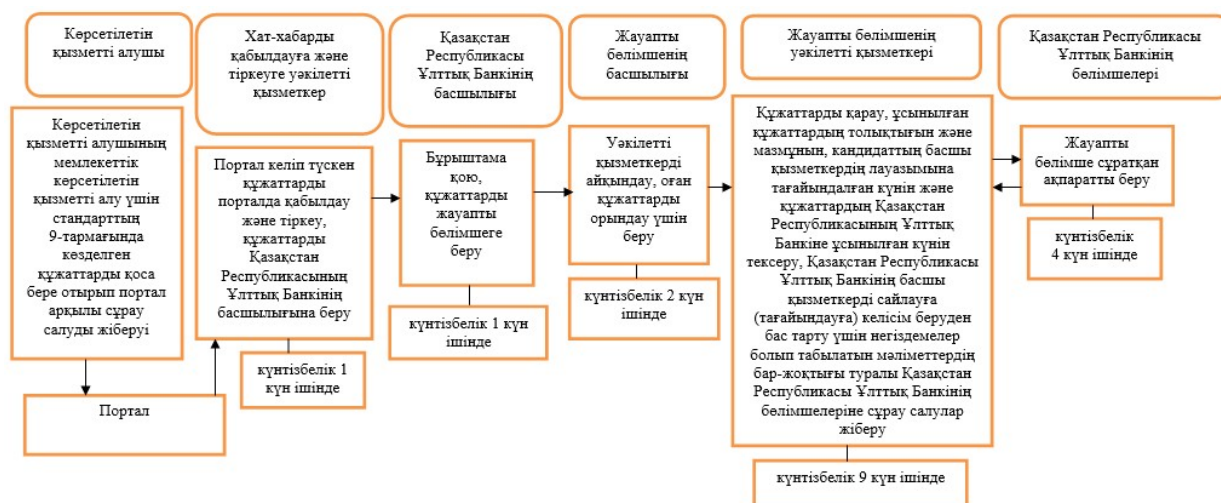 Көрсетілетін
қызметті алушы
Хат-хабарды
қабылдауға және
тіркеуге уәкілетті
қызметкер
Қазақстан
Республикасы
Ұлттық Банкінің
басшылығы
Жауапты
бөлімшенің
басшылығы
Жауапты бөлімшенің
уәкілетті қызметкері
Қазақстан Республикасы
Ұлттық Банкінің
бөлімшелері
Көрсетілетін
қызметті алушының
мемлекеттік
көрсетілетін
қызметті алу үшін
стандарттың
9-тармағында
көзделген
құжаттарды қоса
бере отырып портал
арқылы сұрау
салуды жіберуі
Портал
Портал келіп түскен
құжаттарды
порталда қабылдау
және тіркеу,
құжаттарды
Қазақстан
Республикасының
Ұлттық Банкінің
басшылығына беру
күнтізбелік 1
күн ішінде
Бұрыштама
қою,
құжаттарды
жауапты
бөлімшеге
беру
күнтізбелік 1 күн
ішінде
Уәкілетті
қызметкерді
айқындау, оған
құжаттарды
орындау үшін
беру
күнтізбелік 2 күн
ішінде
Құжаттарды қарау, ұсынылған
құжаттардың толықтығын және
мазмұнын, кандидаттың басшы
қызметкердің лауазымына
тағайындалған күнін және
құжаттардың Қазақстан
Республикасының Ұлттық
Банкіне ұсынылған күнін
тексеру, Қазақстан Республикасы
Ұлттық Банкінің басшы
қызметкерді сайлауға
(тағайындауға) келісім беруден
бас тарту үшін негіздемелер
болып табылатын мәліметтердің
бар-жоқтығы туралы Қазақстан
Республикасы Ұлттық Банкінің
бөлімшелеріне сұрау салулар
жіберу
күнтізбелік 9 күн ішінде
Жауапты
бөлімше сұратқан
ақпаратты беру
күнтізбелік
4 күн ішінде